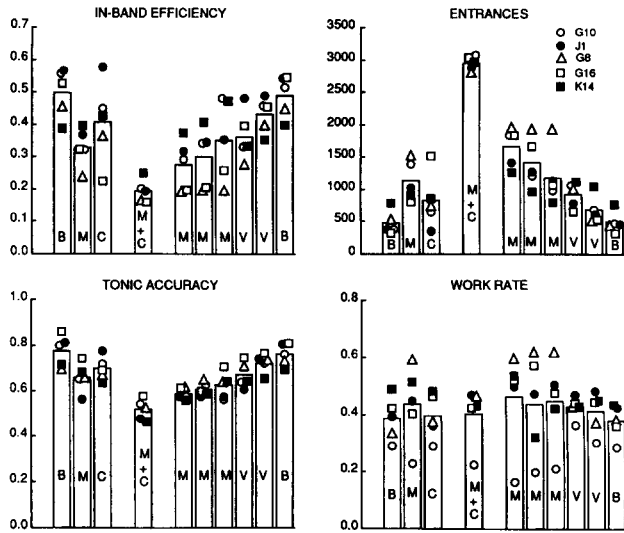 IN-BAND EFFICIENCY
0.7
0.6
0.5
0.4
0.3
0.2
0.1
0.0
B M C M + C M M M V V B
ENTRANCES
G10
J1
G8
G16
K14
3500
3000
2500
2000
1500
1000
500
0
B M C M + C M M M V V B
TONIC ACCURACY
1.0
0.8
0.6
0.4
0.2
0.0
B M C M + C M M M V V B
WORK RATE
0.8
0.6
0.4
0.2
0.0
B M C M + C M M M V V B